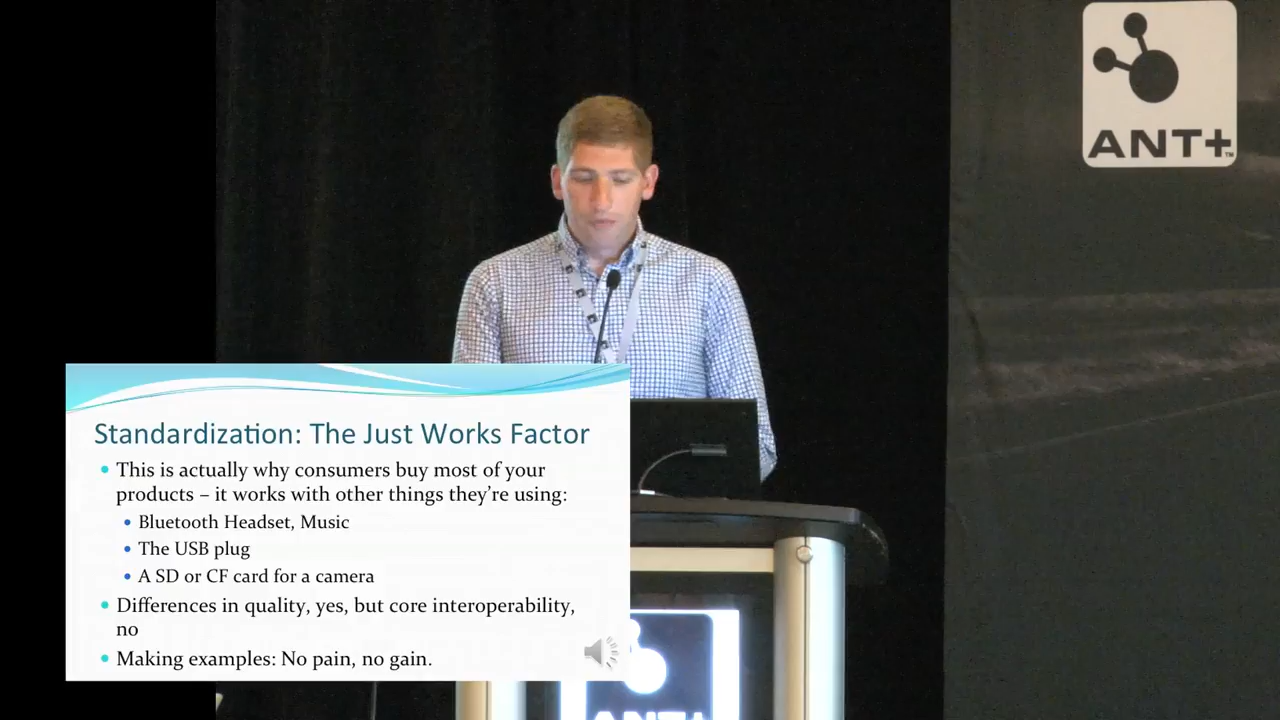 ANT+
TM
Standardization: The Just Works Factor
This is actually why consumers buy most of your
products – it works with other things they're using:
Bluetooth Headset, Music
The USB plug
A SD or CF card for a camera
Differences in quality, yes, but core interoperability,
no
Making examples: No pain, no gain.
ANT+